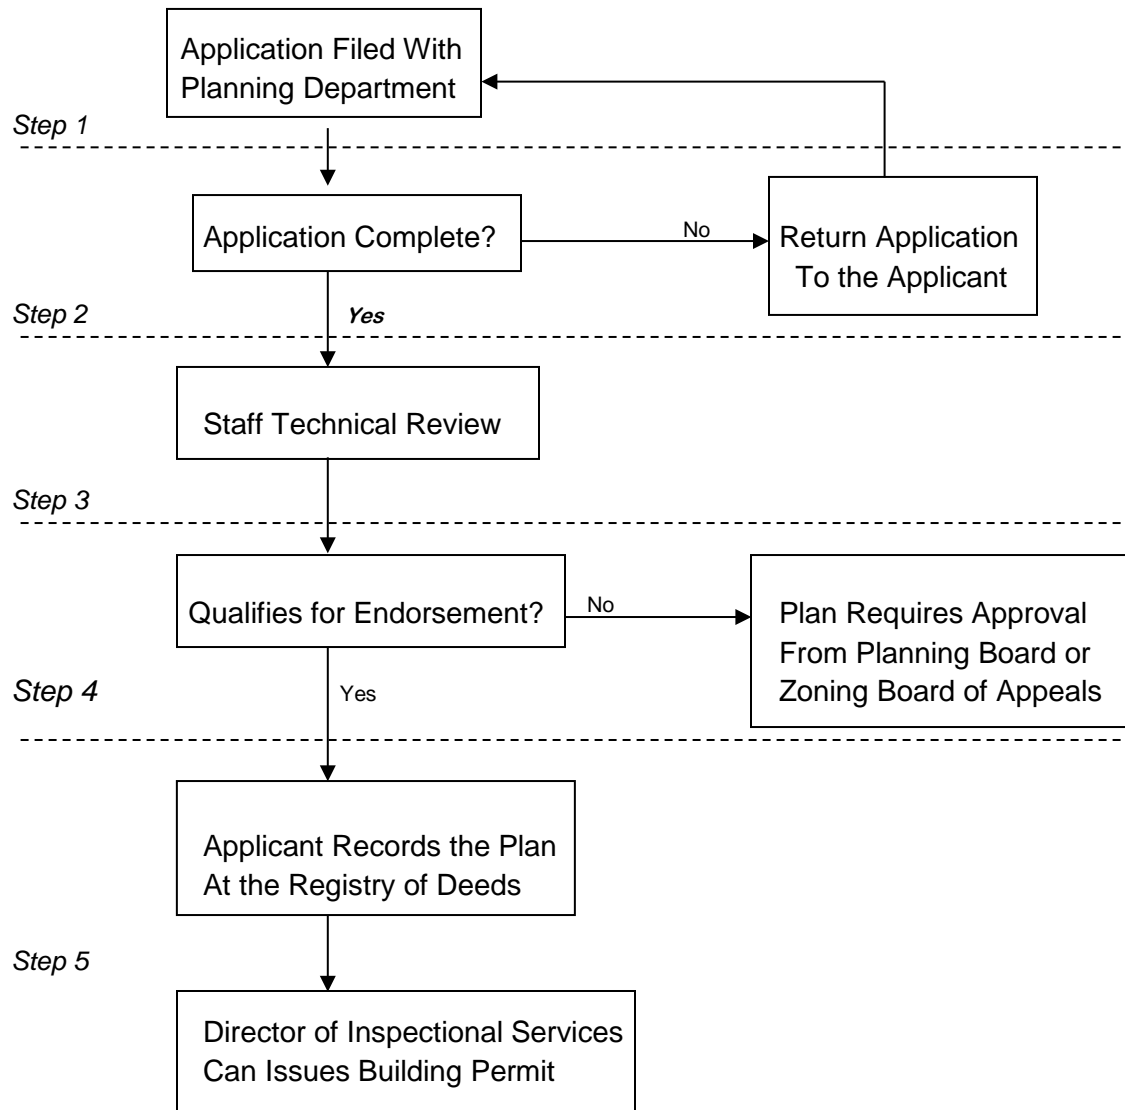 Application Filed With
Planning Department
Step 1
Application Complete?
No
Return Application
To the Applicant
Step 2
Yes
Staff Technical Review
Step 3
Qualifies for Endorsement?
No
Plan Requires Approval
From Planning Board or
Zoning Board of Appeals
Step 4
Yes
Applicant Records the Plan
At the Registry of Deeds
Step 5
Director of Inspectional Services
Can Issues Building Permit